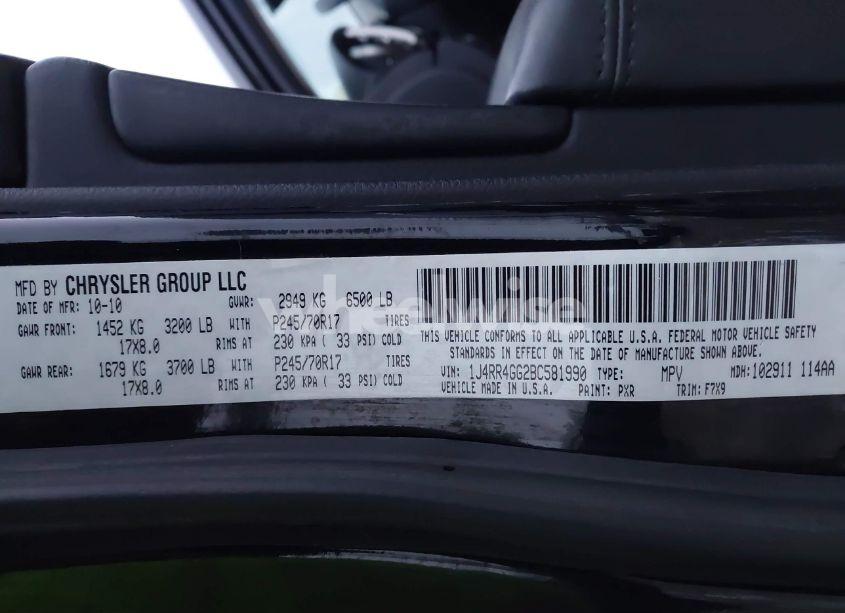 MFD BY CHRYSLER GROUP LLC
DATE OF MFR: 10-10 GVWR: 2949 KG 6500 LB
GAWR FRONT: 1452 KG 3200 LB WITH P245/70R17 TIRES
17X8.0 RIMS AT 230 KPA ( 33 PSI) COLD
GAWR REAR: 1679 KG 3700 LB WITH P245/70R17 TIRES
17X8.0 RIMS AT 230 KPA ( 33 PSI) COLD
THIS VEHICLE CONFORMS TO ALL APPLICABLE U.S.A. FEDERAL MOTOR VEHICLE SAFETY
STANDARDS IN EFFECT ON THE DATE OF MANUFACTURE SHOWN ABOVE.
VIN: 1J4RR4GG2BC581990 TYPE: MPV MDH:102911 114AA
VEHICLE MADE IN U.S.A. PAINT: PXR TRIM: F7X9
wheelwise